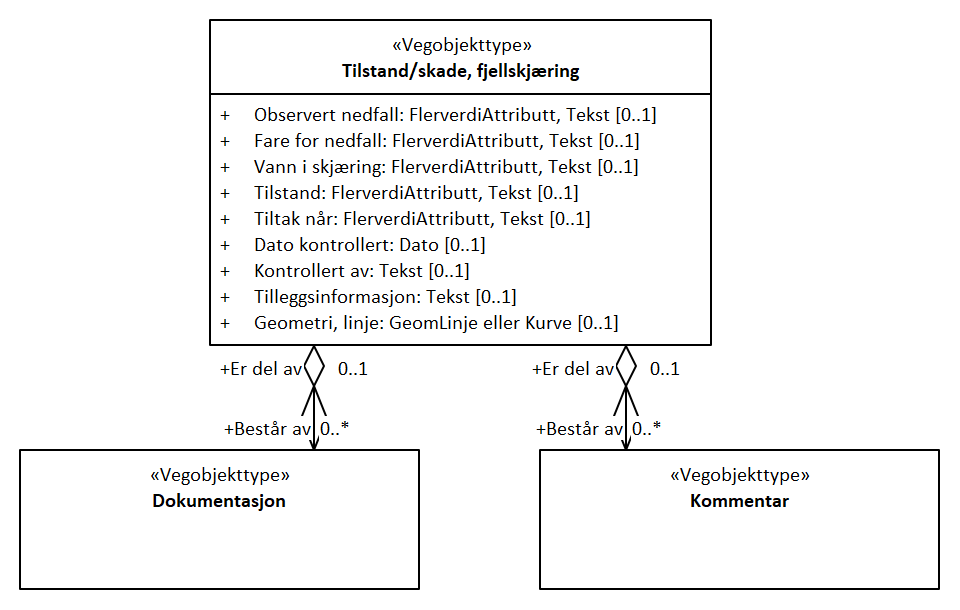 «Vegobjekttype»
Tilstand/skade, fjellskjæring
+ Observert nedfall: FlerverdiAttributt, Tekst [0..1]
+ Fare for nedfall: FlerverdiAttributt, Tekst [0..1]
+ Vann i skjæring: FlerverdiAttributt, Tekst [0..1]
+ Tilstand: FlerverdiAttributt, Tekst [0..1]
+ Tiltak når: FlerverdiAttributt, Tekst [0..1]
+ Dato kontrollert: Dato [0..1]
+ Kontrollert av: Tekst [0..1]
+ Tilleggsinformasjon: Tekst [0..1]
+ Geometri, linje: GeomLinje eller Kurve [0..1]
+Er del av 0..1
+Er del av 0..1
+Består av 0..*
+Består av 0..*
«Vegobjekttype»
Dokumentasjon
«Vegobjekttype»
Kommentar